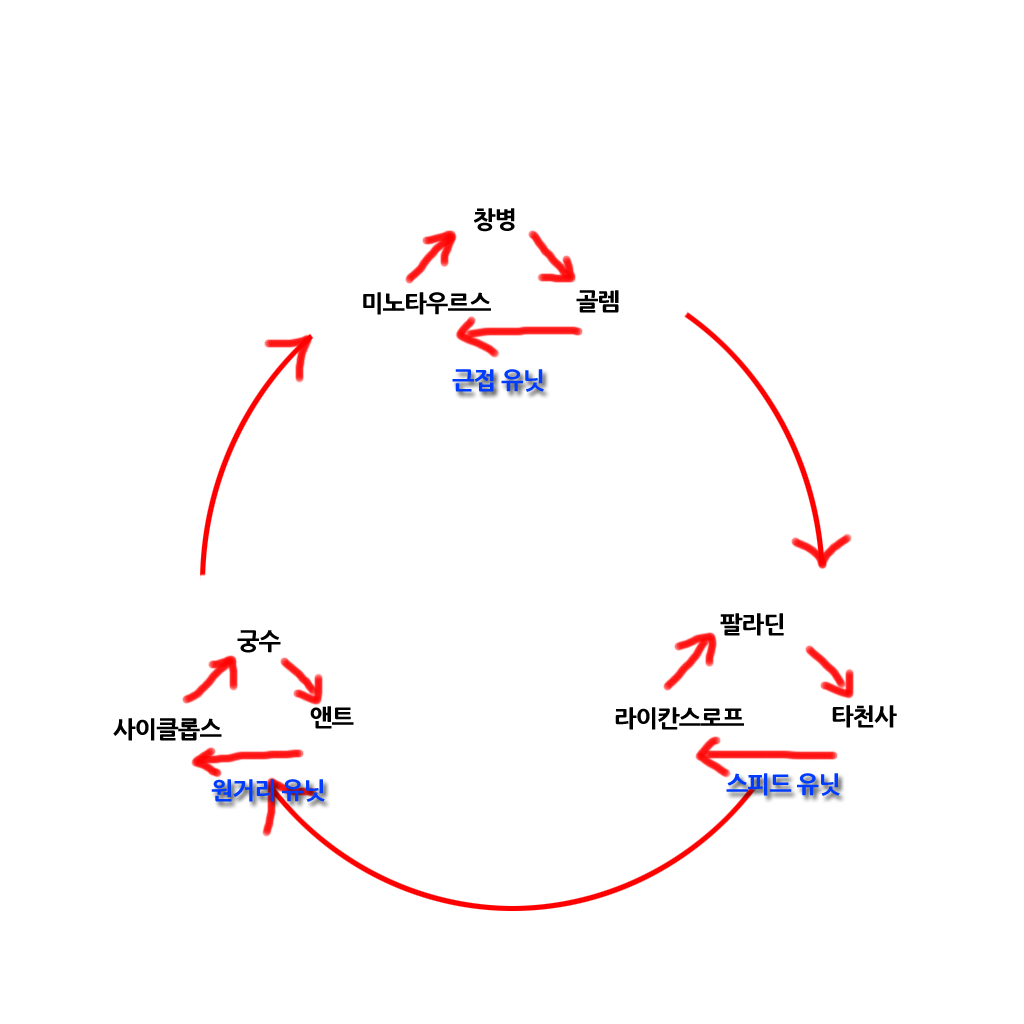 창병
미노타우르스
골렘
근접 유닛
궁수
사이클롭스
앤트
원거리 유닛
팔라딘
라이칸스로프
타천사
스피드 유닛